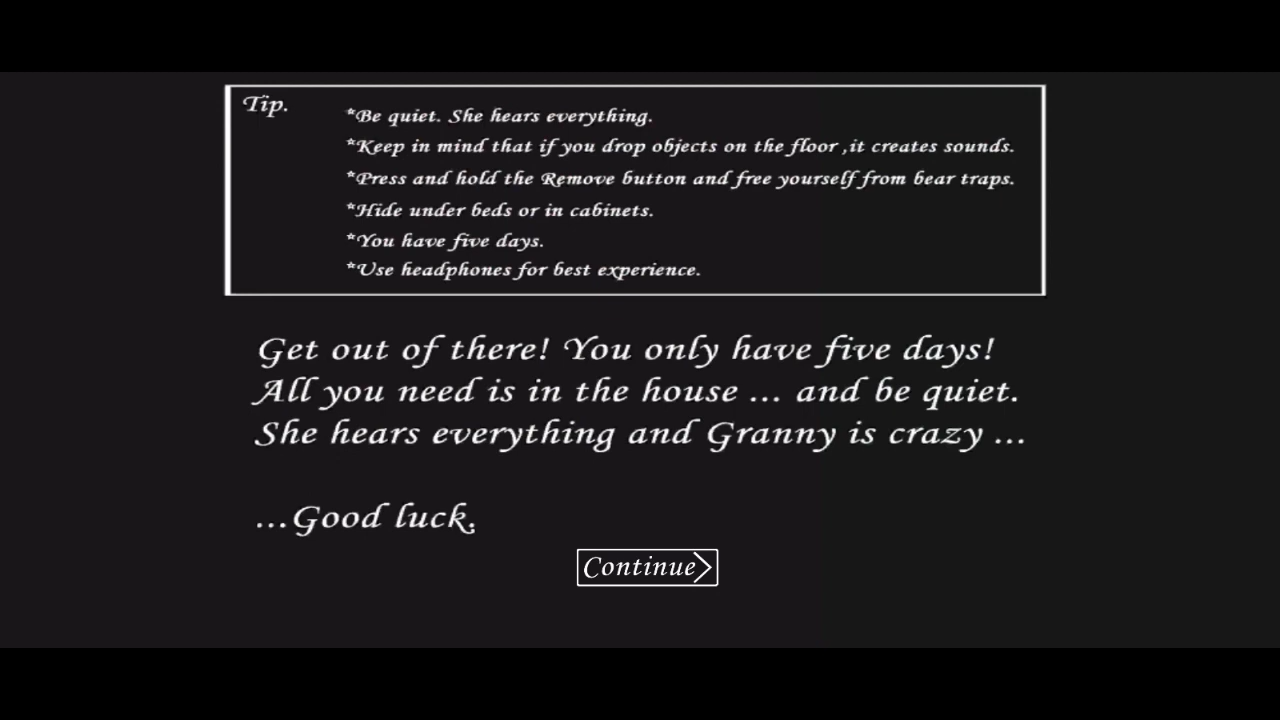 Tip.
*Be quiet. She hears everything.
*Keep in mind that if you drop objects on the floor ,it creates sounds.
*Press and hold the Remove button and free yourself from bear traps.
*Hide under beds or in cabinets.
*You have five days.
*Use headphones for best experience.
Get out of there! You only have five days!
All you need is in the house ... and be quiet.
She hears everything and Granny is crazy ...
...Good luck.
Continue